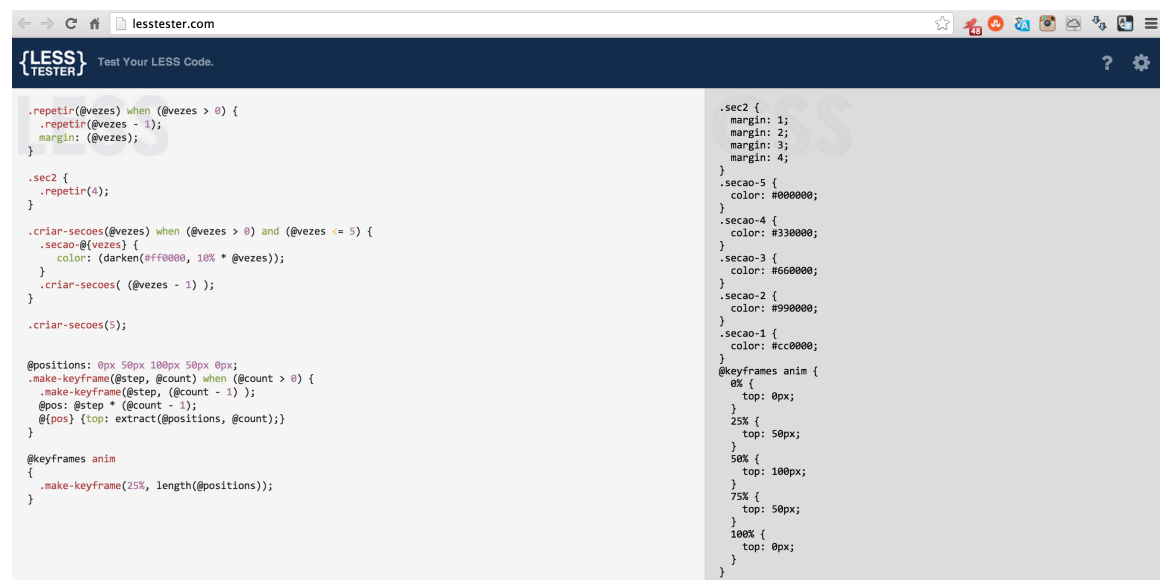 lesstester.com
48
{LESS
TESTER}
Test Your LESS Code.
?
LESS
.repetir(@vezes) when (@vezes > 0) {
  .repetir(@vezes - 1);
  margin: (@vezes);
}
.sec2 {
  .repetir(4);
}
.criar-secoes(@vezes) when (@vezes > 0) and (@vezes <= 5) {
  .secao-@{vezes} {
     color: (darken(#ff0000, 10% * @vezes));
  }
  .criar-secoes( (@vezes - 1) );
}
.criar-secoes(5);
@positions: 0px 50px 100px 50px 0px;
.make-keyframe(@step, @count) when (@count > 0) {
  .make-keyframe(@step, (@count - 1) );
  @pos: @step * (@count - 1);
  @{pos} {top: extract(@positions, @count);}
}
@keyframes anim
{
  .make-keyframe(25%, length(@positions));
}
CSS
.sec2 {
  margin: 1;
  margin: 2;
  margin: 3;
  margin: 4;
}
.secao-5 {
  color: #000000;
}
.secao-4 {
  color: #330000;
}
.secao-3 {
  color: #660000;
}
.secao-2 {
  color: #990000;
}
.secao-1 {
  color: #cc0000;
}
@keyframes anim {
  0% {
    top: 0px;
  }
  25% {
    top: 50px;
  }
  50% {
    top: 100px;
  }
  75% {
    top: 50px;
  }
  100% {
    top: 0px;
  }
}